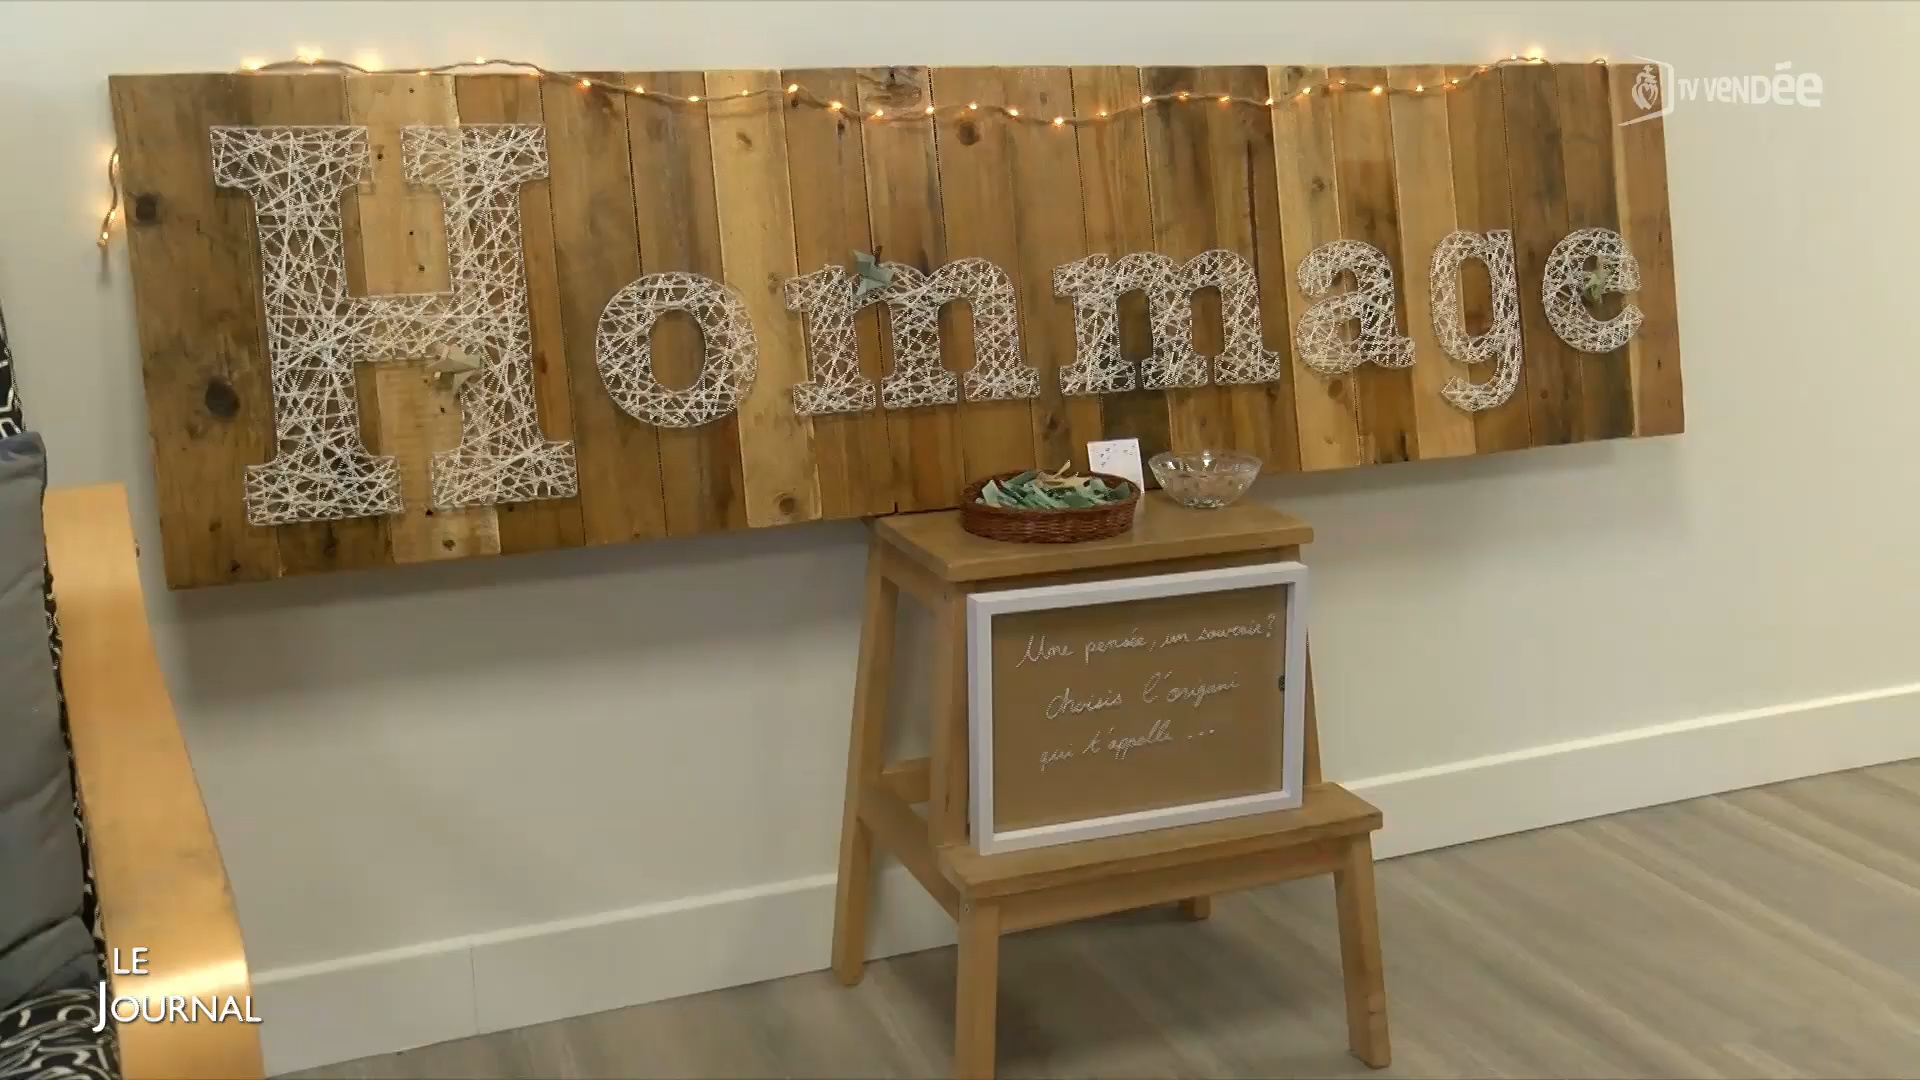 TV VENDÉE
Hommage
Une pensée, un souvenir?
choisis l'origami
qui t'appelle ...
LE
JOURNAL